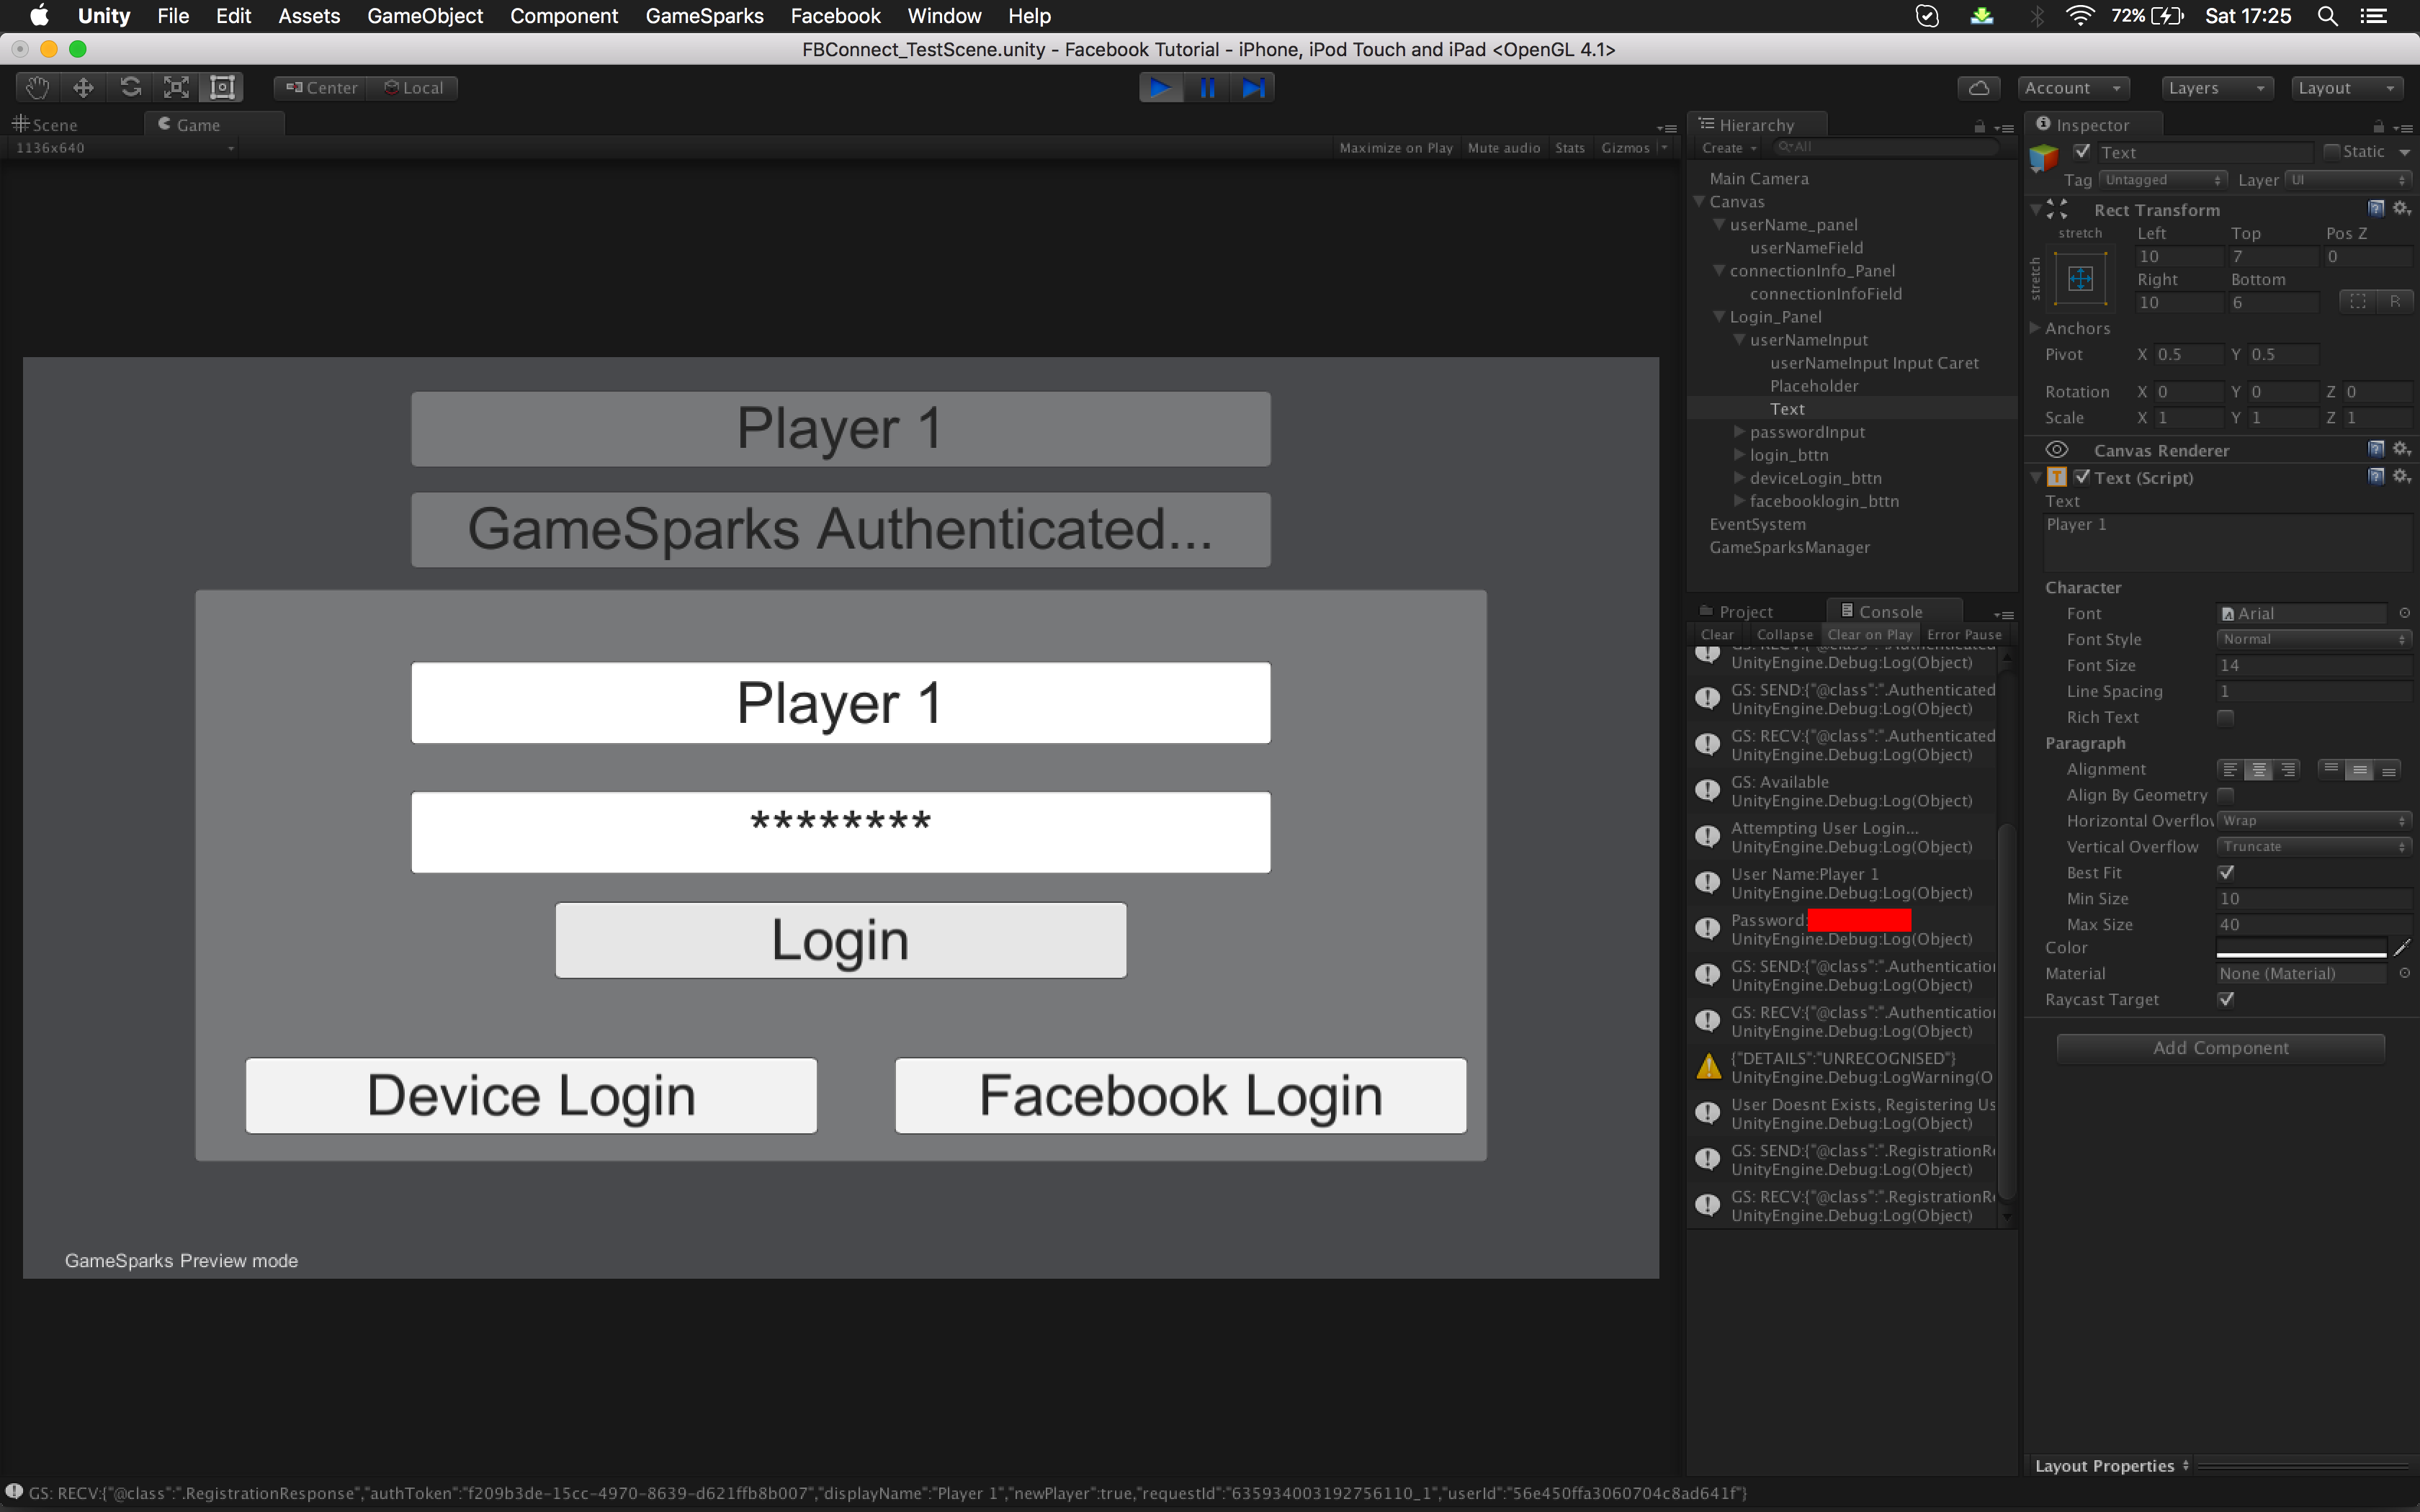 Unity File Edit Assets GameObject Component GameSparks Facebook Window Help 72% Sat 17:25
FBConnect_TestScene.unity - Facebook Tutorial - iPhone, iPod Touch and iPad <OpenGL 4.1>
Center Local Account Layers Layout
Scene Game
1136x640 Maximize on Play Mute audio Stats Gizmos
Player 1
GameSparks Authenticated...
Player 1
********
Login
Device Login Facebook Login
GameSparks Preview mode
Hierarchy
Create All
Main Camera
Canvas
userName_panel
userNameField
connectionInfo_Panel
connectionInfoField
Login_Panel
userNameInput
userNameInput Input Caret
Placeholder
Text
passwordInput
login_bttn
deviceLogin_bttn
facebooklogin_bttn
EventSystem
GameSparksManager
Project Console
Clear Collapse Clear on Play Error Pause
GS: RECV:{"@class":".Authenticated
UnityEngine.Debug:Log(Object)
GS: SEND:{"@class":".Authenticated
UnityEngine.Debug:Log(Object)
GS: RECV:{"@class":".Authenticated
UnityEngine.Debug:Log(Object)
GS: Available
UnityEngine.Debug:Log(Object)
Attempting User Login...
UnityEngine.Debug:Log(Object)
User Name:Player 1
UnityEngine.Debug:Log(Object)
Password:
UnityEngine.Debug:Log(Object)
GS: SEND:{"@class":".Authentication
UnityEngine.Debug:Log(Object)
GS: RECV:{"@class":".Authentication
UnityEngine.Debug:Log(Object)
{"DETAILS":"UNRECOGNISED"}
UnityEngine.Debug:LogWarning(O
User Doesnt Exists, Registering Us
UnityEngine.Debug:Log(Object)
GS: SEND:{"@class":".RegistrationR
UnityEngine.Debug:Log(Object)
GS: RECV:{"@class":".RegistrationR
UnityEngine.Debug:Log(Object)
Inspector
Text Static
Tag Untagged Layer UI
Rect Transform
stretch Left Top Pos Z
stretch 10 7 0
Right Bottom
10 6 R
Anchors
Pivot X 0.5 Y 0.5
Rotation X 0 Y 0 Z 0
Scale X 1 Y 1 Z 1
Canvas Renderer
Text (Script)
Text
Player 1
Character
Font Arial
Font Style Normal
Font Size 14
Line Spacing 1
Rich Text
Paragraph
Alignment
Align By Geometry
Horizontal Overflow Wrap
Vertical Overflow Truncate
Best Fit
Min Size 10
Max Size 40
Color
Material None (Material)
Raycast Target
Add Component
Layout Properties
GS: RECV:{"@class":".RegistrationResponse","authToken":"f209b3de-15cc-4970-8639-d621ffb8b007","displayName":"Player 1","newPlayer":true,"requestId":"635934003192756110_1","userId":"56e450ffa3060704c8ad641f"}